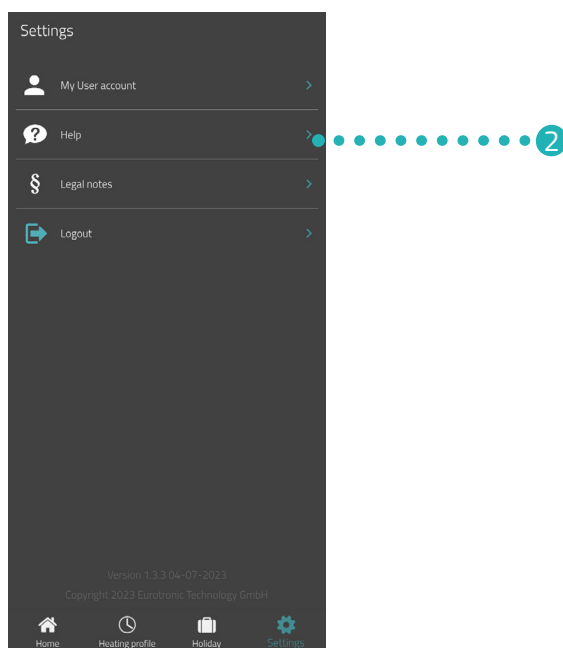 Settings
My User account
? Help
2
§ Legal notes
Logout
Version 1.3.3 04-07-2023
Copyright 2023 Eurotronic Technology GmbH
Home Heating profile Holiday Settings